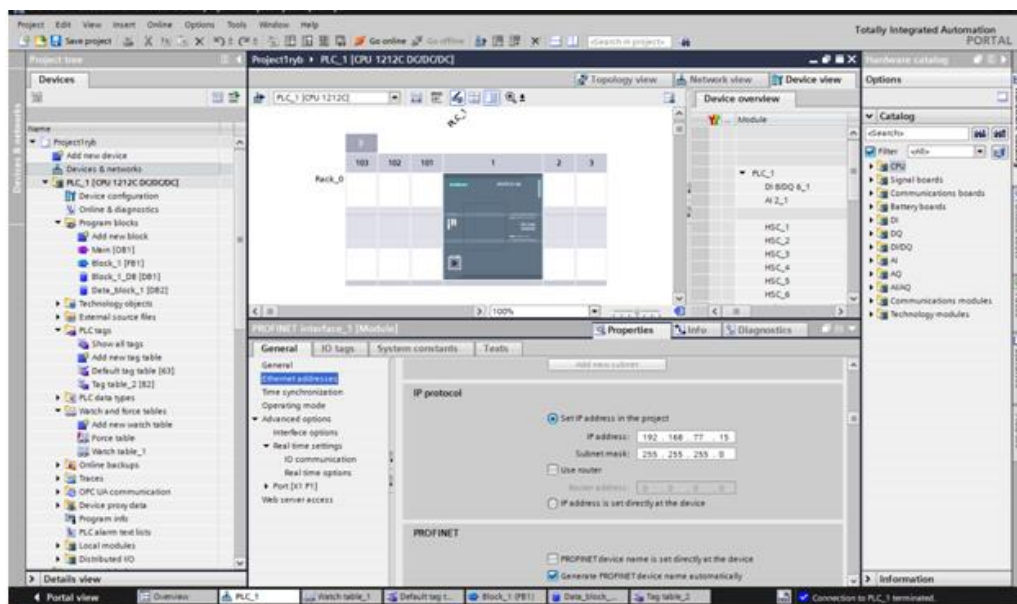 Project Edit View Insert Online Options Tools Window Help
Totally Integrated Automation
PORTAL
Save project
Go online
Go offline
<Search in project>
Project tree
Project1ryb ▸ PLC_1 [CPU 1212C DC/DC/DC]
Hardware catalog
Devices
Topology view
Network view
Device view
Options
PLC_1 [CPU 1212C]
Device overview
Module
Catalog
<Search>
Filter
<All>
Name
Project1ryb
Add new device
Devices & networks
PLC_1 [CPU 1212C DC/DC/DC]
Device configuration
Online & diagnostics
Program blocks
Add new block
Main [OB1]
Block_1 [FB1]
Block_1_DB [DB1]
Data_block_1 [DB2]
Technology objects
External source files
PLC tags
Show all tags
Add new tag table
Default tag table [63]
Tag table_2 [82]
PLC data types
Watch and force tables
Add new watch table
Force table
Watch table_1
Online backups
Traces
OPC UA communication
Device proxy data
Program info
PLC alarm text lists
Local modules
Distributed I/O
Details view
PLC_1
103 102 101 1 2 3
Rack_0
SIEMENS
100%
PLC_1
DI 8/DQ 6_1
AI 2_1
HSC_1
HSC_2
HSC_3
HSC_4
HSC_5
HSC_6
CPU
Signal boards
Communications boards
Battery boards
DI
DQ
DI/DQ
AI
AQ
AI/AQ
Communications modules
Technology modules
PROFINET interface_1 [Module]
Properties
Info
Diagnostics
General
IO tags
System constants
Texts
General
Ethernet addresses
Time synchronization
Operating mode
Advanced options
Interface options
Real time settings
IO communication
Real time options
Port [X1 P1]
Web server access
Add new subnet
IP protocol
Set IP address in the project
IP address: 192 . 168 . 77 . 15
Subnet mask: 255 . 255 . 255 . 0
Use router
Router address: 0 . 0 . 0 . 0
IP address is set directly at the device
PROFINET
PROFINET device name is set directly at the device
Generate PROFINET device name automatically
Information
Devices & networks
Portal view
Overview
PLC_1
Watch table_1
Default tag t...
Block_1 (FB1)
Data_block_...
Tag table_2
Connection to PLC_1 terminated.